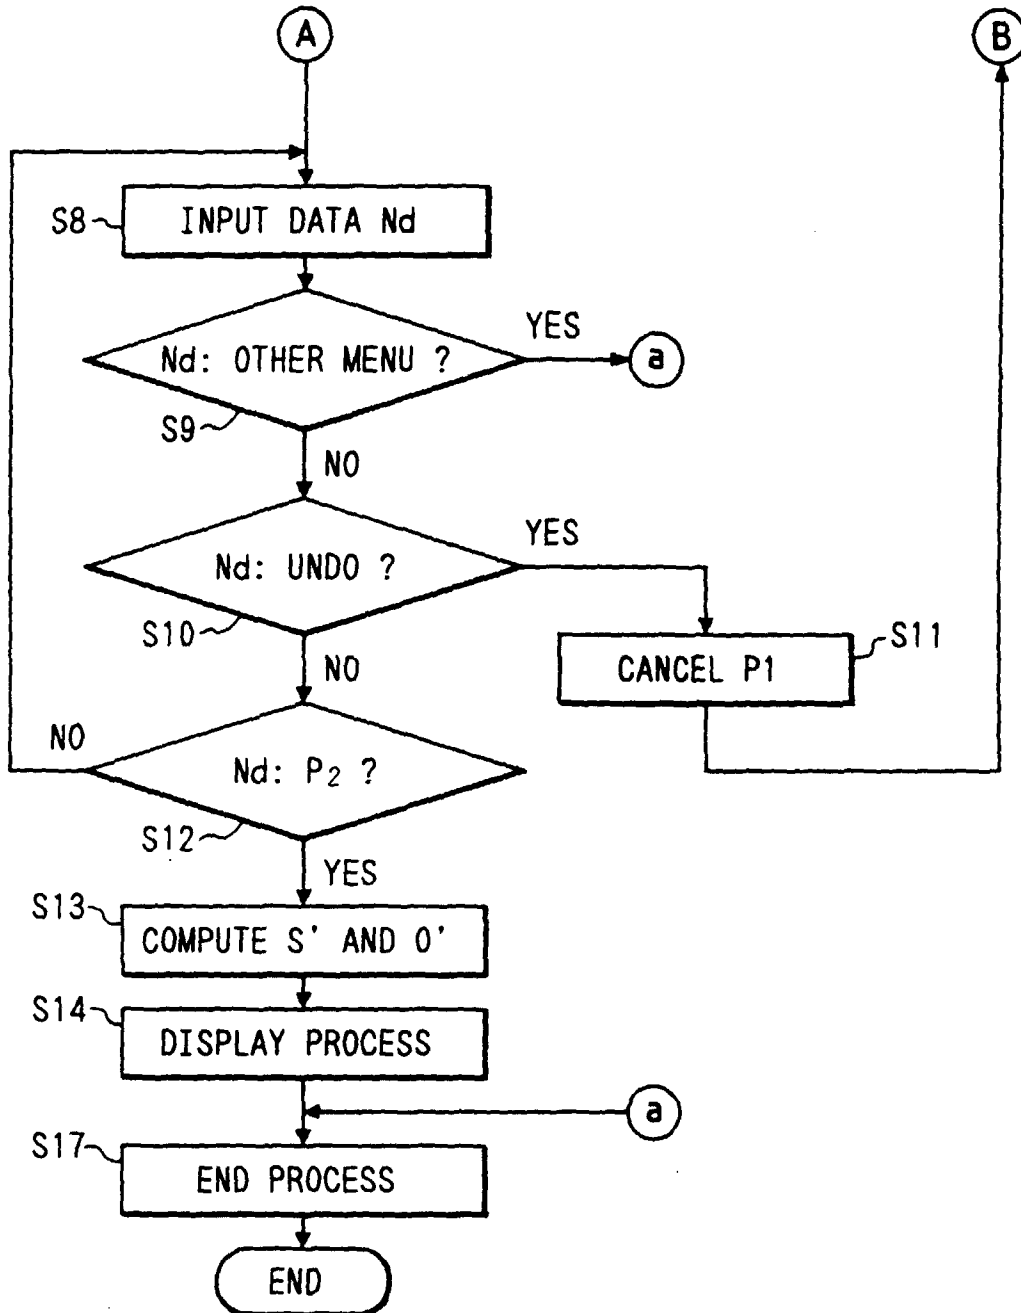 A
B
S8
INPUT DATA Nd
Nd: OTHER MENU ?
YES
a
S9
NO
Nd: UNDO ?
YES
S10
NO
S11
CANCEL P1
NO
Nd: P₂ ?
S12
YES
S13
COMPUTE S' AND O'
S14
DISPLAY PROCESS
a
S17
END PROCESS
END